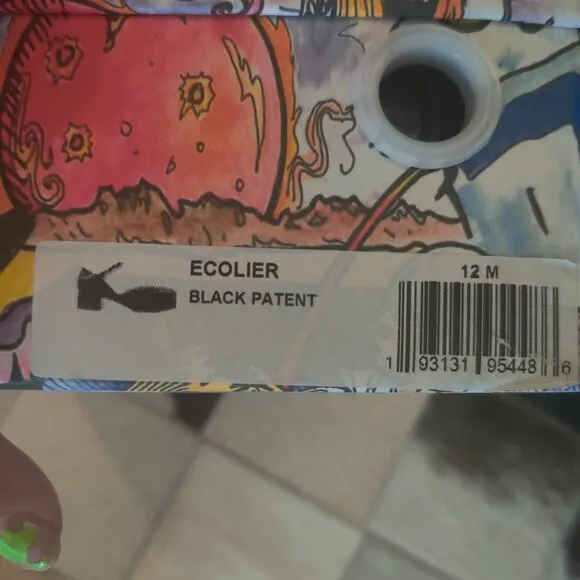 ECOLIER
BLACK PATENT
12 M
1 93131 95448 6